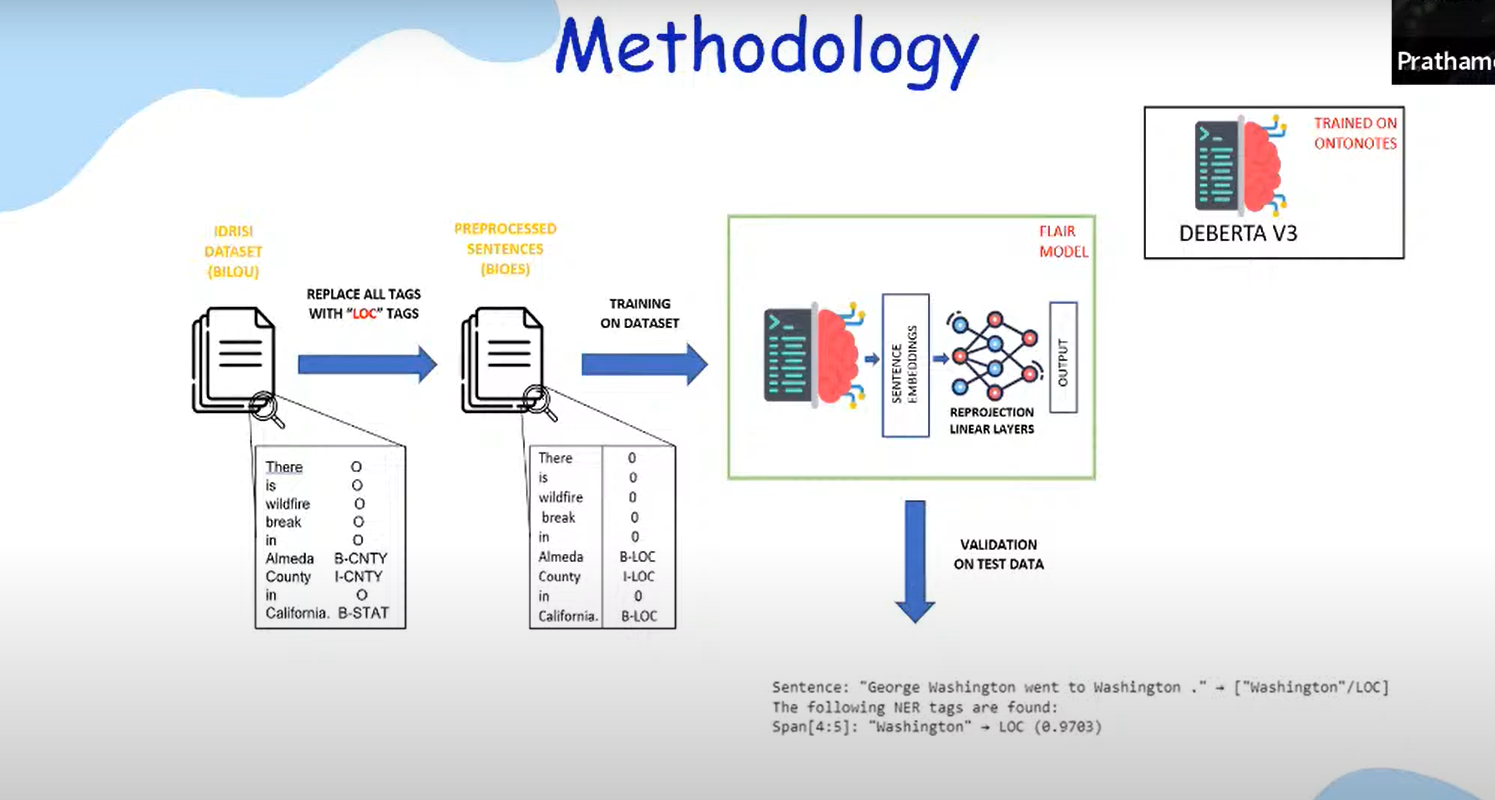 Methodology
Pratham
TRAINED ON
ONTONOTES
DEBERTA V3
IDRISI
DATASET
(BILOU)
REPLACE ALL TAGS
WITH "LOC" TAGS
PREPROCESSED
SENTENCES
(BIOES)
TRAINING
ON DATASET
FLAIR
MODEL
SENTENCE
EMBEDDINGS
REPROJECTION
LINEAR LAYERS
OUTPUT
There O
is O
wildfire O
break O
in O
Almeda B-CNTY
County I-CNTY
in O
California. B-STAT
There 0
is 0
wildfire 0
break 0
in 0
Almeda B-LOC
County I-LOC
in 0
California. B-LOC
VALIDATION
ON TEST DATA
Sentence: "George Washington went to Washington ." → ["Washington"/LOC]
The following NER tags are found:
Span[4:5]: "Washington" → LOC (0.9703)